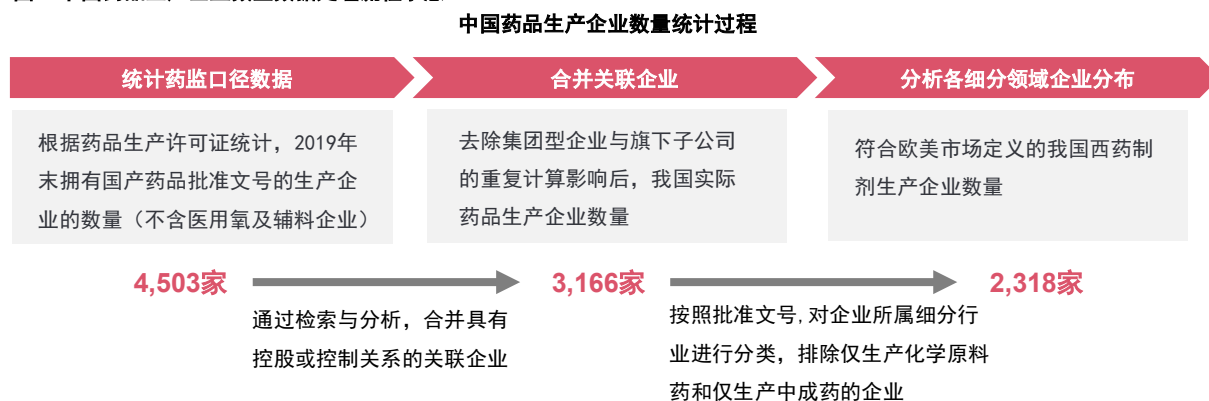 中国药品生产企业数量统计过程
统计药监口径数据
合并关联企业
分析各细分领域企业分布
根据药品生产许可证统计，2019年
末拥有国产药品批准文号的生产企
业的数量（不含医用氧及辅料企业）
去除集团型企业与旗下子公司
的重复计算影响后，我国实际
药品生产企业数量
符合欧美市场定义的我国西药制
剂生产企业数量
4,503家
3,166家
2,318家
通过检索与分析，合并具有
控股或控制关系的关联企业
按照批准文号,对企业所属细分行
业进行分类，排除仅生产化学原料
药和仅生产中成药的企业